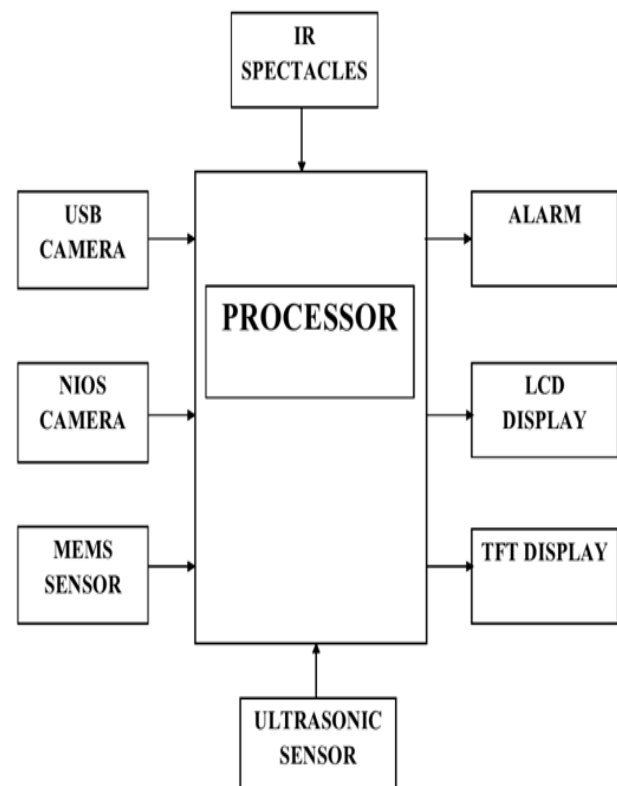 IR
SPECTACLES
USB
CAMERA
ALARM
PROCESSOR
NIOS
CAMERA
LCD
DISPLAY
MEMS
SENSOR
TFT DISPLAY
ULTRASONIC
SENSOR